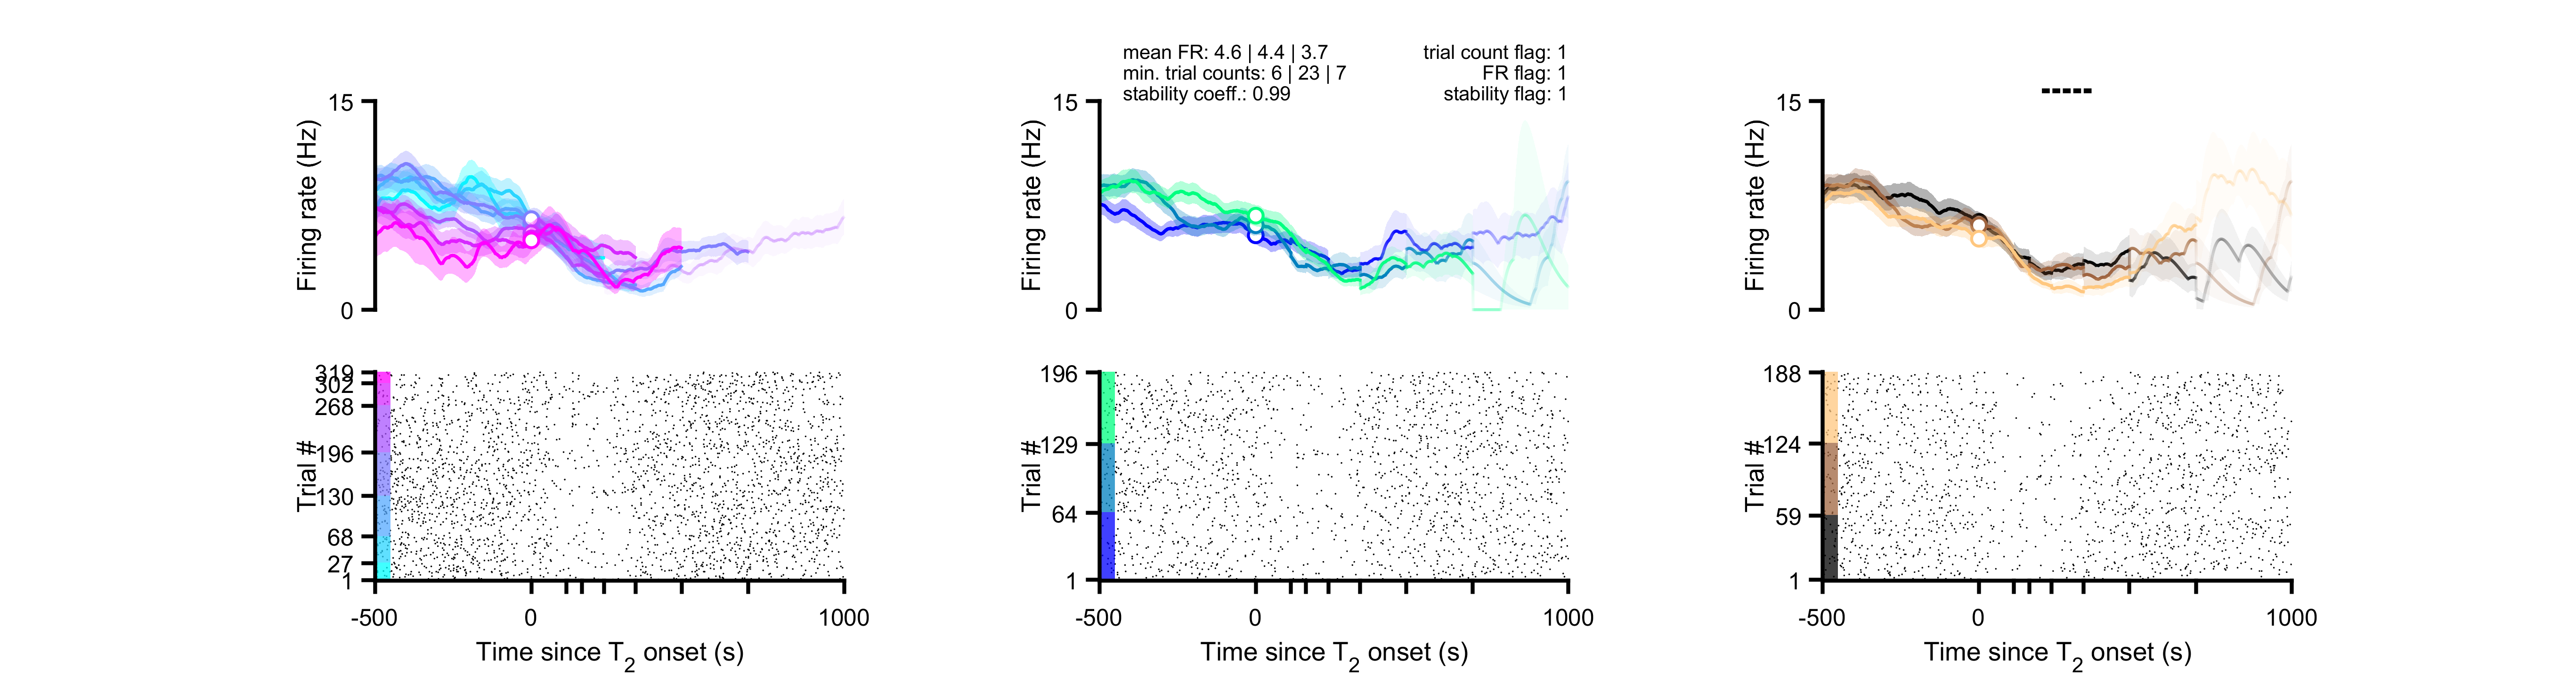 mean FR: 4.6 | 4.4 | 3.7
min. trial counts: 6 | 23 | 7
stability coeff.: 0.99
trial count flag: 1
FR flag: 1
stability flag: 1
15
Firing rate (Hz)
0
15
Firing rate (Hz)
0
15
Firing rate (Hz)
0
319
302
268
196
130
68
27
1
Trial #
-500
0
1000
Time since T2 onset (s)
196
129
64
1
Trial #
-500
0
1000
Time since T2 onset (s)
188
124
59
1
Trial #
-500
0
1000
Time since T2 onset (s)